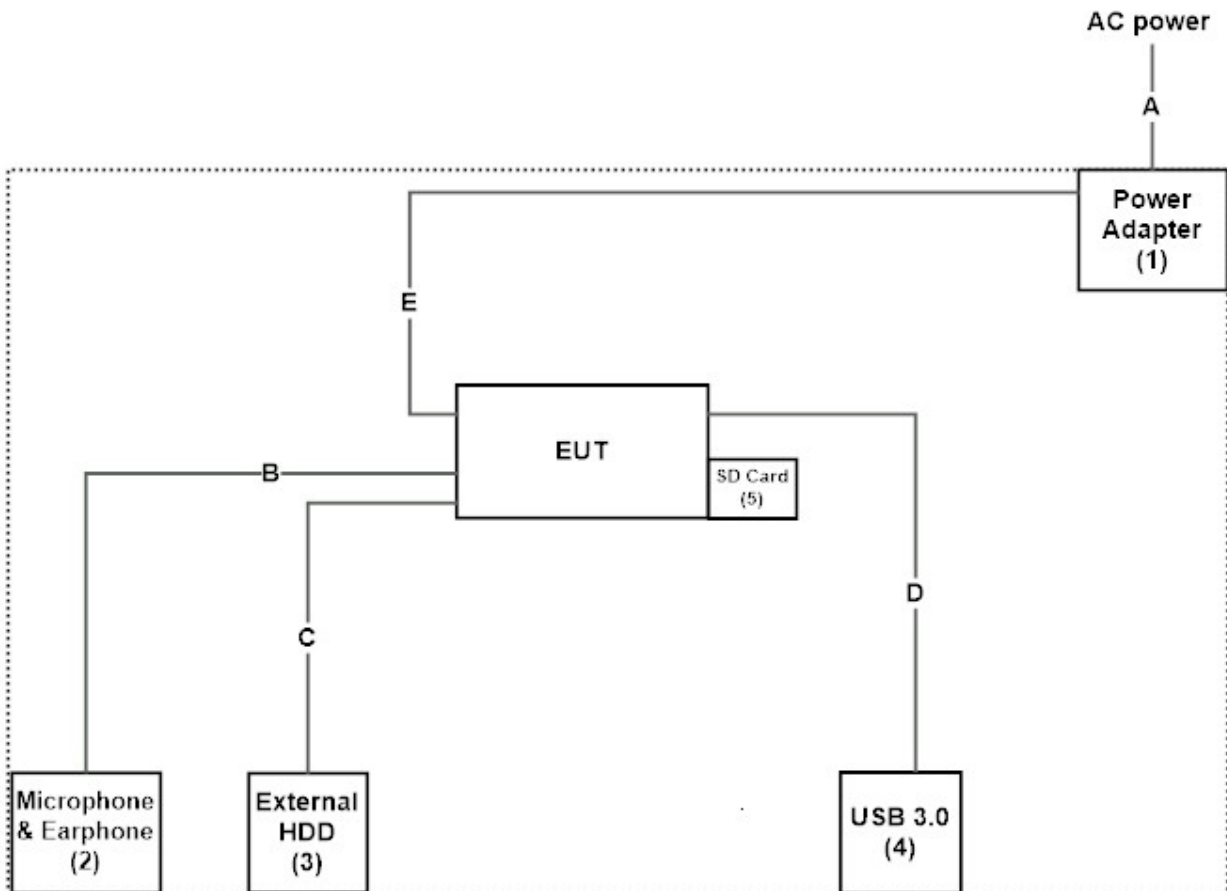 AC power
A
Power
Adapter
(1)
E
EUT
SD Card
(5)
B
D
C
Microphone
& Earphone
(2)
External
HDD
(3)
USB 3.0
(4)